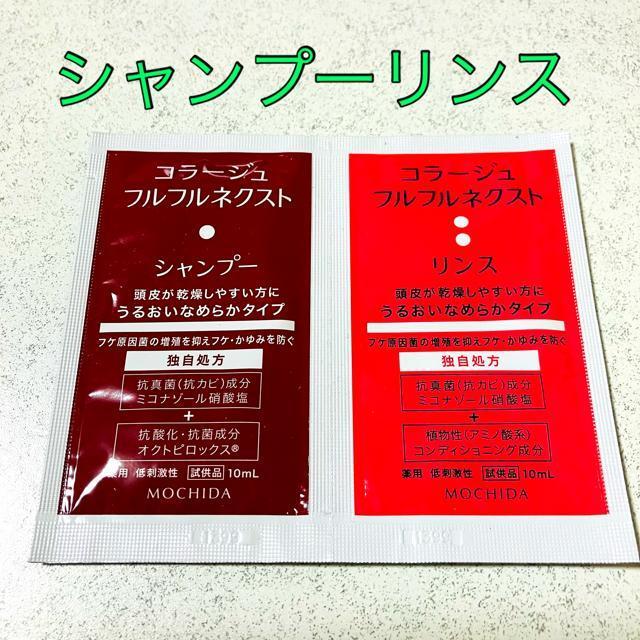 シャンプーリンス
コラージュ
フルフルネクスト
シャンプー
頭皮が乾燥しやすい方に
うるおいなめらかタイプ
フケ原因菌の増殖を抑えフケ・かゆみを防ぐ
独自処方
抗真菌(抗カビ)成分
ミコナゾール硝酸塩
+
抗酸化・抗菌成分
オクトピロックス®
薬用 低刺激性 試供品 10mL
MOCHIDA
コラージュ
フルフルネクスト
リンス
頭皮が乾燥しやすい方に
うるおいなめらかタイプ
フケ原因菌の増殖を抑えフケ・かゆみを防ぐ
独自処方
抗真菌(抗カビ)成分
ミコナゾール硝酸塩
+
植物性(アミノ酸系)
コンディショニング成分
薬用 低刺激性 試供品 10mL
MOCHIDA